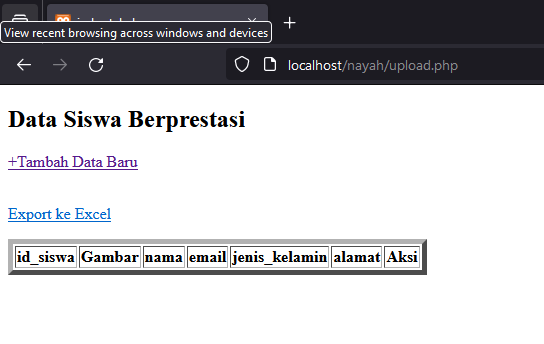 View recent browsing across windows and devices
localhost/nayah/upload.php
Data Siswa Berprestasi
+Tambah Data Baru
Export ke Excel
id_siswa Gambar nama email jenis_kelamin alamat Aksi